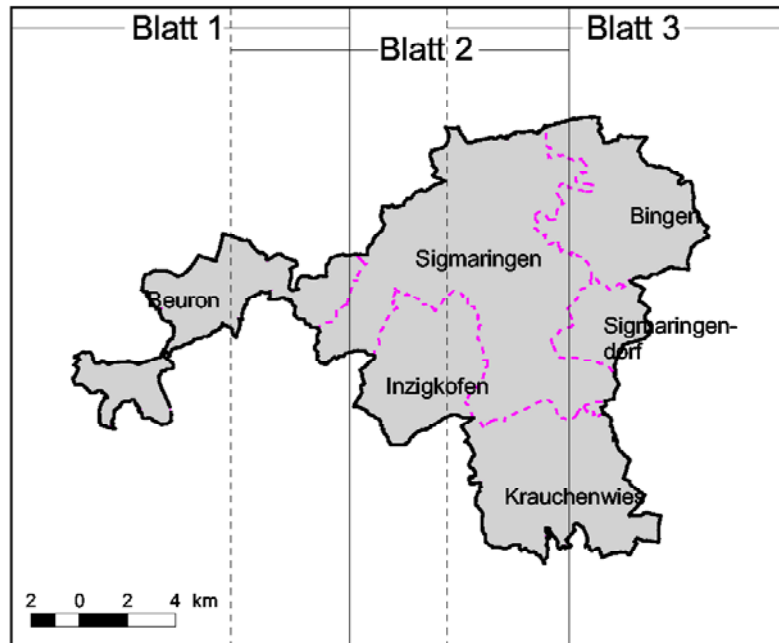 Blatt 1
Blatt 2
Blatt 3
Bingen
Sigmaringen
Beuron
Sigmaringen-
dorf
Inzigkofen
Krauchenwies
2 0 2 4 km